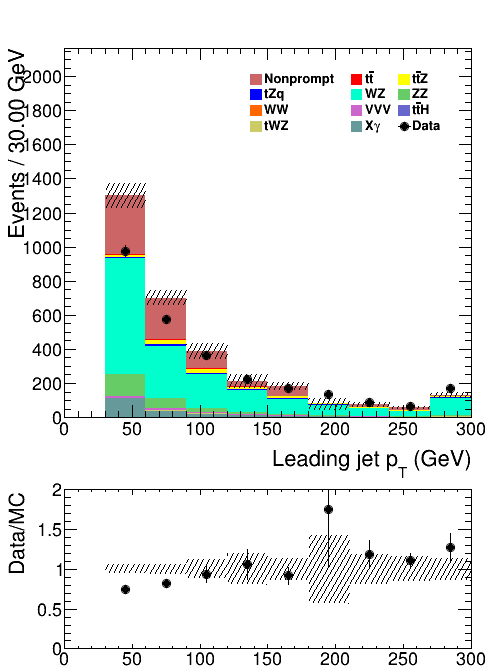 Events / 30.00 GeV
2000
1800
1600
1400
1200
1000
800
600
400
200
0
Nonprompt tt̄ tt̄Z
tZq WZ ZZ
WW VVV tt̄H
tWZ Xγ Data
0 50 100 150 200 250 300
Leading jet p_T (GeV)
Data/MC
2
1.5
1
0.5
0
0 50 100 150 200 250 300